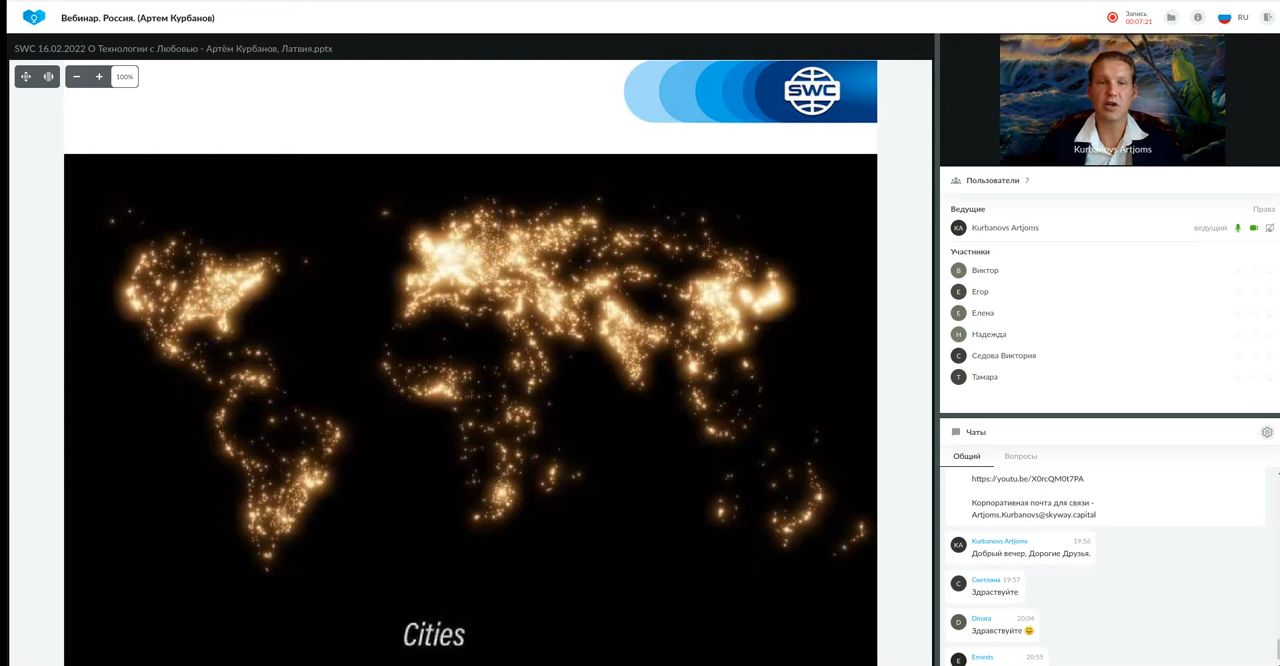 Вебинар. Россия. (Артем Курбанов)
Запись
00:07:21
RU
SWC 16.02.2022 О Технологии с Любовью - Артём Курбанов, Латвия.pptx
100%
SWC
Cities
Kurbanovs Artjoms
Пользователи 7
Ведущие Права
KA Kurbanovs Artjoms ведущий
Участники
В Виктор
Е Егор
Е Елена
Н Надежда
С Седова Виктория
Т Тамара
Чаты
Общий Вопросы
https://youtu.be/X0rcQM0t7PA
Корпоративная почта для связи -
Artjoms.Kurbanovs@skyway.capital
KA Kurbanovs Artjoms 19:56
Добрый вечер, Дорогие Друзья.
С Светлана 19:57
Здраствуйте
D Dinara 20:04
Здравствуйте 😊
E Ernests 20:55